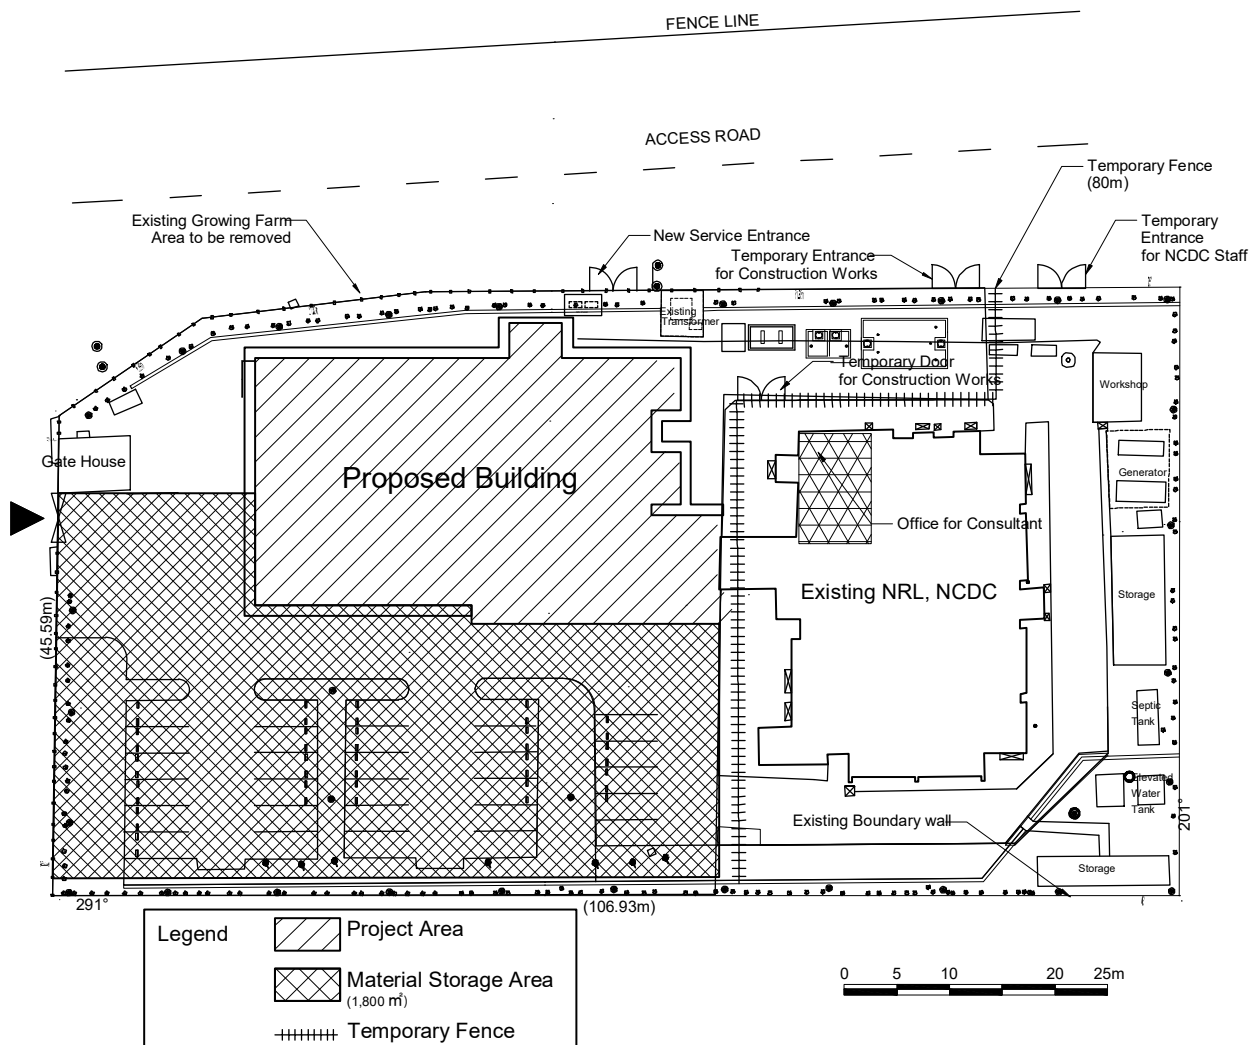 FENCE LINE
ACCESS ROAD
Temporary Fence
(80m)
Existing Growing Farm
Area to be removed
New Service Entrance
Temporary Entrance
for Construction Works
Temporary
Entrance
for NCDC Staff
Existing
Transformer
Temporary Door
for Construction Works
Workshop
Gate House
Proposed Building
Generator
Office for Consultant
Existing NRL, NCDC
Storage
(45.59m)
Septic
Tank
Elevated
Water
Tank
201°
Existing Boundary wall
Storage
291°
(106.93m)
Legend
Project Area
Material Storage Area
(1,800 ㎡)
Temporary Fence
0 5 10 20 25m